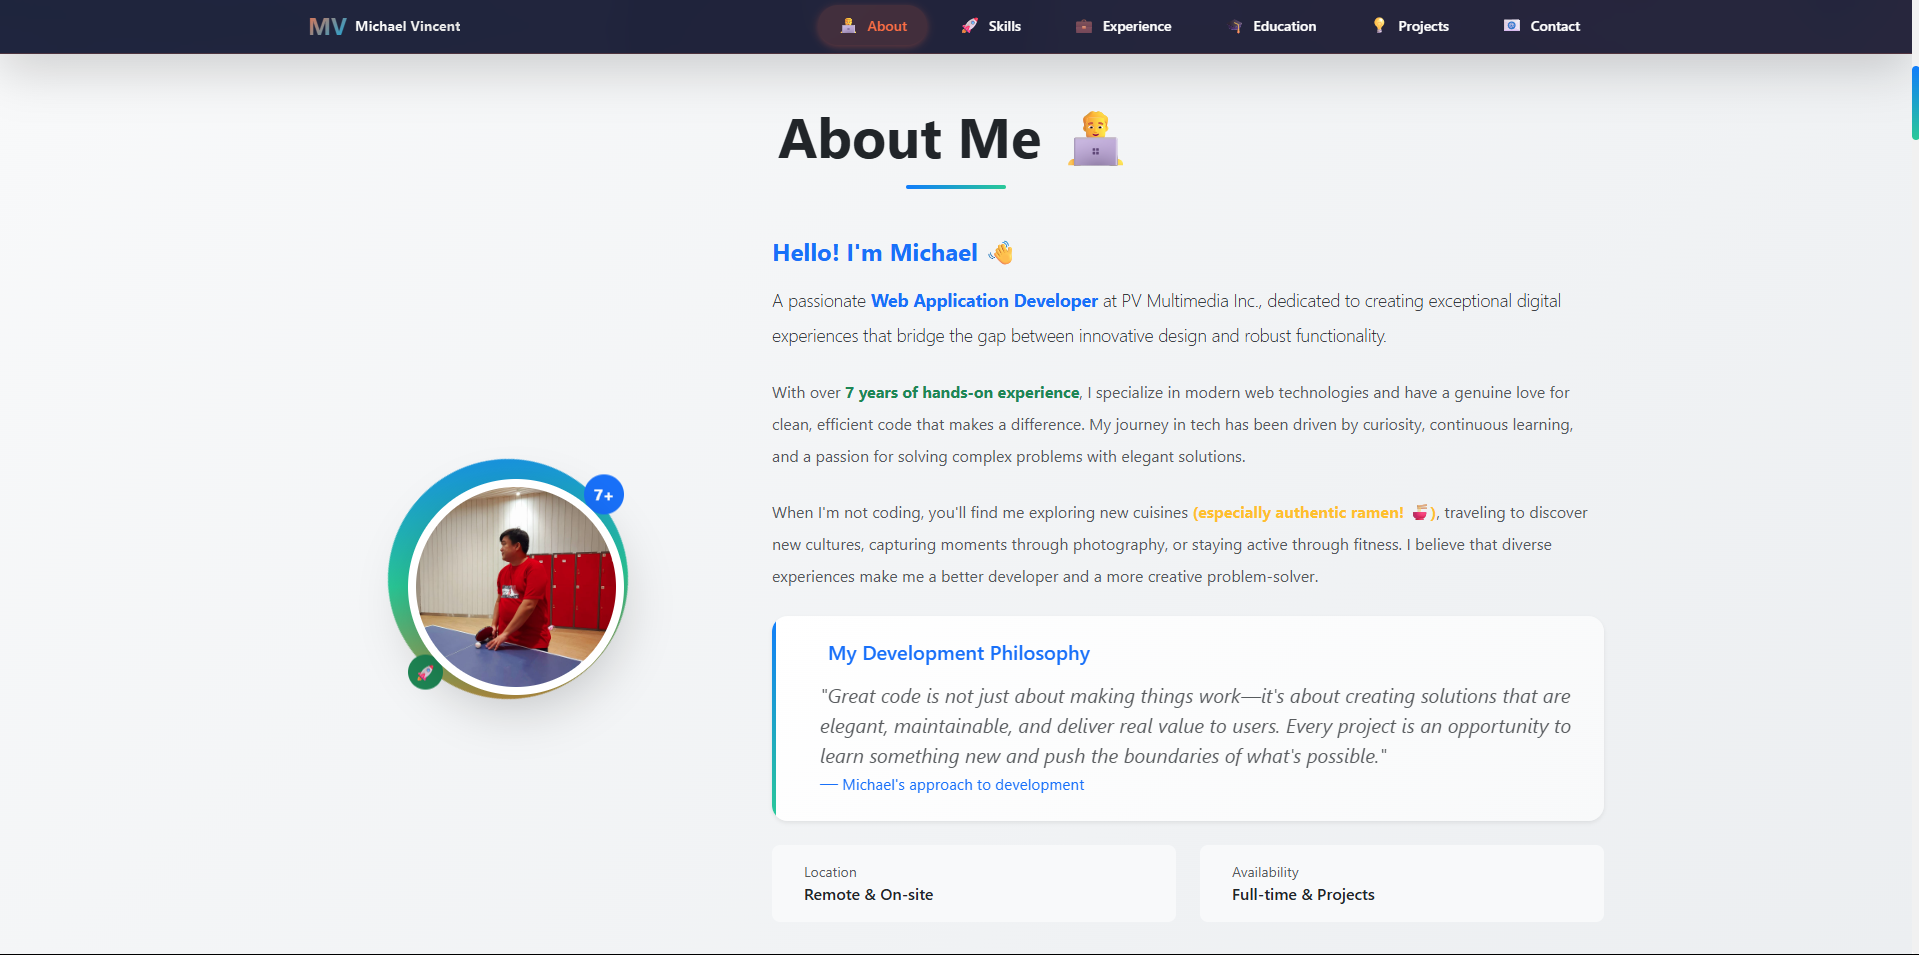 MV Michael Vincent
About
Skills
Experience
Education
Projects
Contact
About Me
Hello! I'm Michael
A passionate Web Application Developer at PV Multimedia Inc., dedicated to creating exceptional digital
experiences that bridge the gap between innovative design and robust functionality.
With over 7 years of hands-on experience, I specialize in modern web technologies and have a genuine love for
clean, efficient code that makes a difference. My journey in tech has been driven by curiosity, continuous learning,
and a passion for solving complex problems with elegant solutions.
7+
When I'm not coding, you'll find me exploring new cuisines (especially authentic ramen! 🍜), traveling to discover
new cultures, capturing moments through photography, or staying active through fitness. I believe that diverse
experiences make me a better developer and a more creative problem-solver.
My Development Philosophy
"Great code is not just about making things work—it's about creating solutions that are
elegant, maintainable, and deliver real value to users. Every project is an opportunity to
learn something new and push the boundaries of what's possible."
— Michael's approach to development
Location
Remote & On-site
Availability
Full-time & Projects